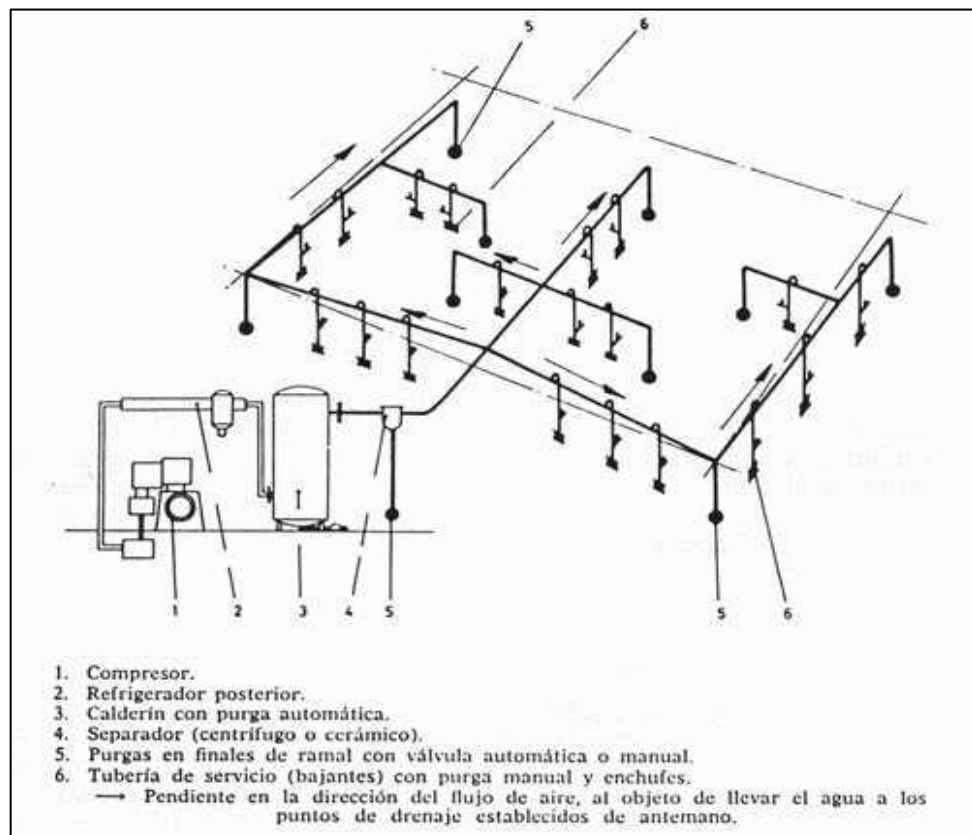 5 6
1 2 3 4 5 5 6
1. Compresor.
2. Refrigerador posterior.
3. Calderín con purga automática.
4. Separador (centrífugo o cerámico).
5. Purgas en finales de ramal con válvula automática o manual.
6. Tubería de servicio (bajantes) con purga manual y enchufes.
⟶ Pendiente en la dirección del flujo de aire, al objeto de llevar el agua a los
puntos de drenaje establecidos de antemano.